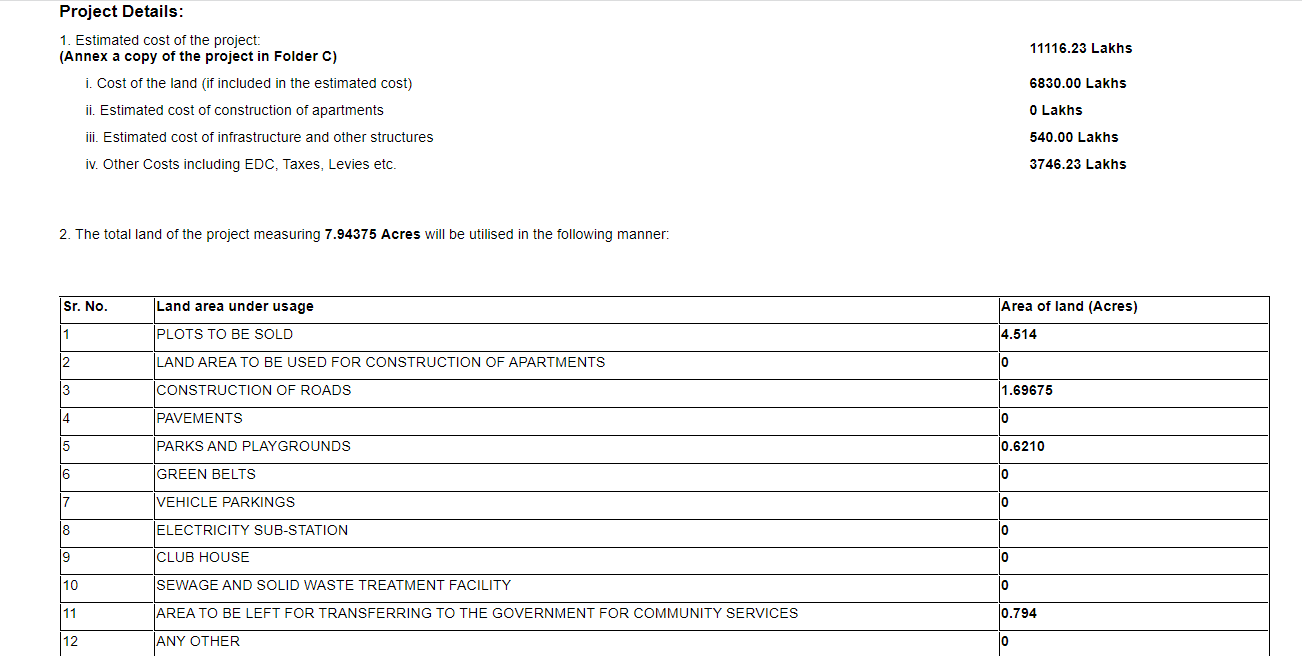 Project Details:
1. Estimated cost of the project:
(Annex a copy of the project in Folder C)
11116.23 Lakhs
i. Cost of the land (if included in the estimated cost)
6830.00 Lakhs
ii. Estimated cost of construction of apartments
0 Lakhs
iii. Estimated cost of infrastructure and other structures
540.00 Lakhs
iv. Other Costs including EDC, Taxes, Levies etc.
3746.23 Lakhs
2. The total land of the project measuring 7.94375 Acres will be utilised in the following manner:
Sr. No. Land area under usage Area of land (Acres)
1 PLOTS TO BE SOLD 4.514
2 LAND AREA TO BE USED FOR CONSTRUCTION OF APARTMENTS 0
3 CONSTRUCTION OF ROADS 1.69675
4 PAVEMENTS 0
5 PARKS AND PLAYGROUNDS 0.6210
6 GREEN BELTS 0
7 VEHICLE PARKINGS 0
8 ELECTRICITY SUB-STATION 0
9 CLUB HOUSE 0
10 SEWAGE AND SOLID WASTE TREATMENT FACILITY 0
11 AREA TO BE LEFT FOR TRANSFERRING TO THE GOVERNMENT FOR COMMUNITY SERVICES 0.794
12 ANY OTHER 0